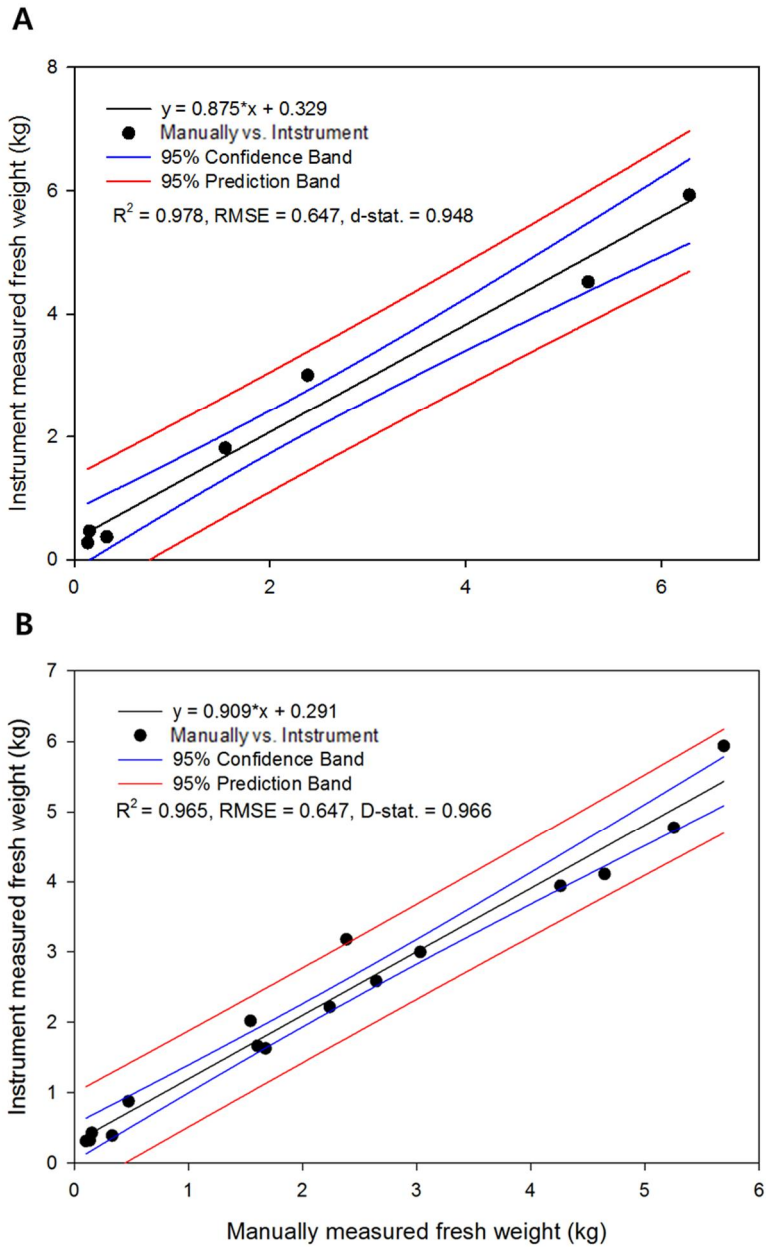 A
8
y = 0.875*x + 0.329
Manually vs. Intstrument
95% Confidence Band
95% Prediction Band
R² = 0.978, RMSE = 0.647, d-stat. = 0.948
6
4
2
0
Instrument measured fresh weight (kg)
0 2 4 6
B
7
y = 0.909*x + 0.291
Manually vs. Intstrument
95% Confidence Band
95% Prediction Band
R² = 0.965, RMSE = 0.647, D-stat. = 0.966
6
5
4
3
2
1
0
Instrument measured fresh weight (kg)
0 1 2 3 4 5 6
Manually measured fresh weight (kg)